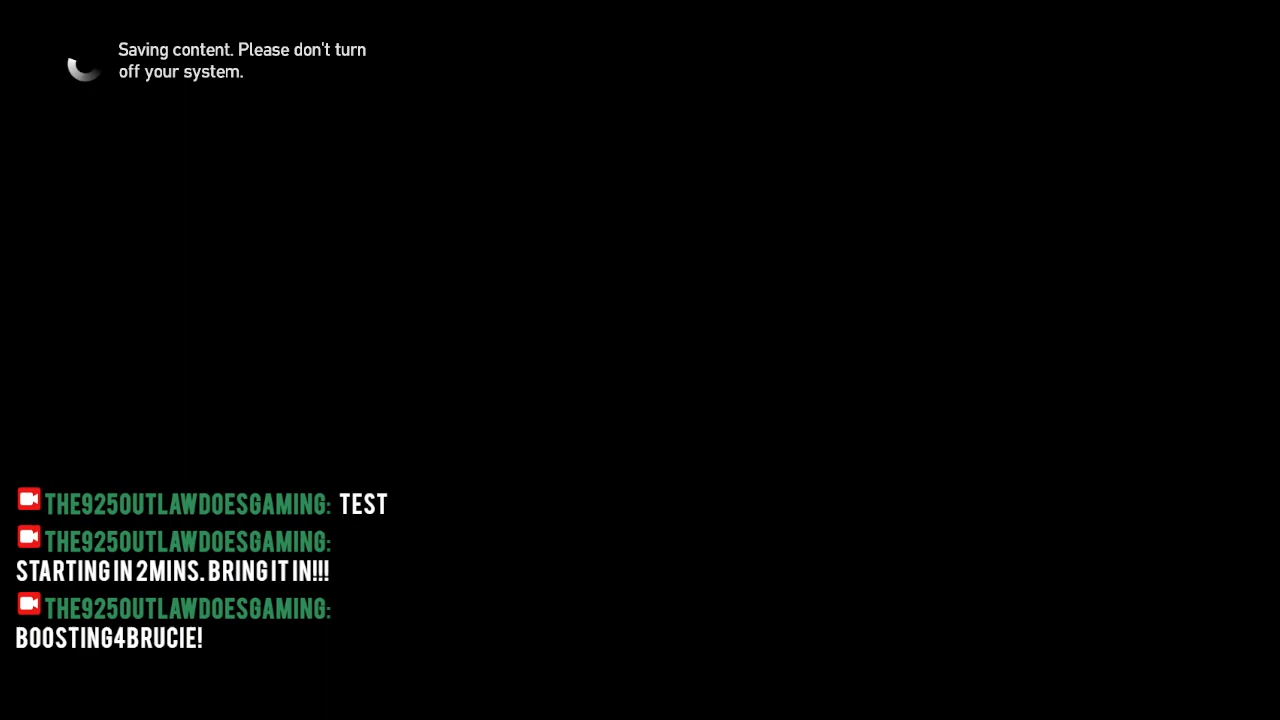 Saving content. Please don't turn
off your system.
THE925OUTLAWDOESGAMING: TEST
THE925OUTLAWDOESGAMING:
STARTING IN 2MINS. BRING IT IN!!!
THE925OUTLAWDOESGAMING:
BOOSTING4BRUCIE!